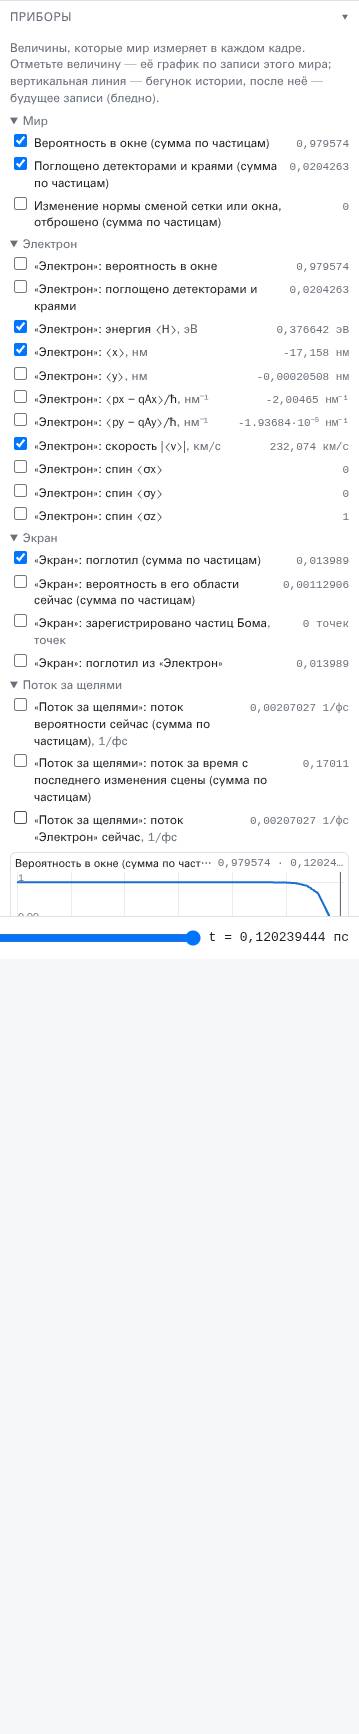 ПРИБОРЫ ▼
Величины, которые мир измеряет в каждом кадре.
Отметьте величину — её график по записи этого мира;
вертикальная линия — бегунок истории, после неё —
будущее записи (бледно).
▼ Мир
Вероятность в окне (сумма по частицам) 0,979574
Поглощено детекторами и краями (сумма 0,0204263
по частицам)
Изменение нормы сменой сетки или окна, 0
отброшено (сумма по частицам)
▼ Электрон
«Электрон»: вероятность в окне 0,979574
«Электрон»: поглощено детекторами и 0,0204263
краями
«Электрон»: энергия ⟨H⟩, эВ 0,376642 эВ
«Электрон»: ⟨x⟩, нм -17,158 нм
«Электрон»: ⟨y⟩, нм -0,00020508 нм
«Электрон»: ⟨px − qAx⟩/ħ, нм⁻¹ -2,00465 нм⁻¹
«Электрон»: ⟨py − qAy⟩/ħ, нм⁻¹ -1.93684·10⁻⁵ нм⁻¹
«Электрон»: скорость |⟨v⟩|, км/с 232,074 км/с
«Электрон»: спин ⟨σx⟩ 0
«Электрон»: спин ⟨σy⟩ 0
«Электрон»: спин ⟨σz⟩ 1
▼ Экран
«Экран»: поглотил (сумма по частицам) 0,013989
«Экран»: вероятность в его области 0,00112906
сейчас (сумма по частицам)
«Экран»: зарегистрировано частиц Бома, 0 точек
точек
«Экран»: поглотил из «Электрон» 0,013989
▼ Поток за щелями
«Поток за щелями»: поток 0,00207027 1/фс
вероятности сейчас (сумма по
частицам), 1/фс
«Поток за щелями»: поток за время с 0,17011
последнего изменения сцены (сумма по
частицам)
«Поток за щелями»: поток 0,00207027 1/фс
«Электрон» сейчас, 1/фс
Вероятность в окне (сумма по част… 0,979574 · 0,12024…
1
t = 0,120239444 пс